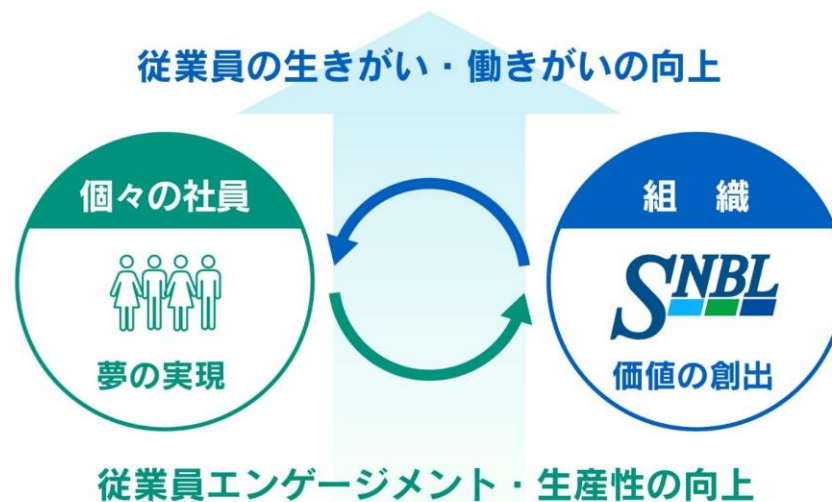 従業員の生きがい・働きがいの向上
個々の社員
夢の実現
組　織
SNBL
価値の創出
従業員エンゲージメント・生産性の向上